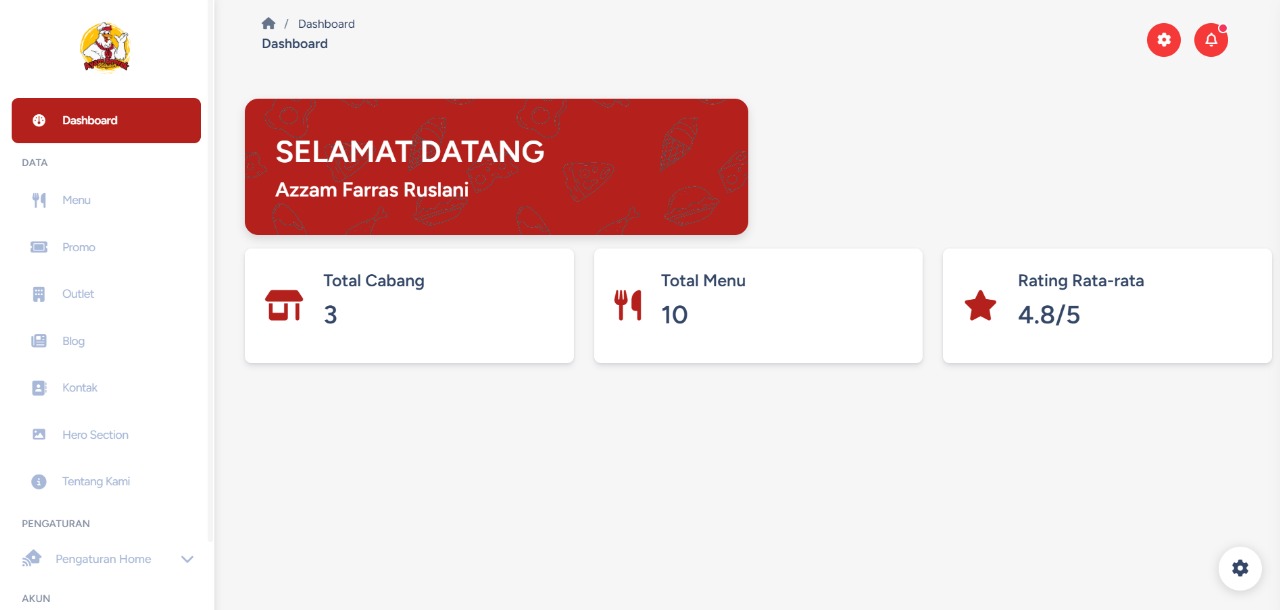 / Dashboard
Dashboard
Dashboard
DATA
Menu
Promo
Outlet
Blog
Kontak
Hero Section
Tentang Kami
PENGATURAN
Pengaturan Home
AKUN
SELAMAT DATANG
Azzam Farras Ruslani
Total Cabang
3
Total Menu
10
Rating Rata-rata
4.8/5